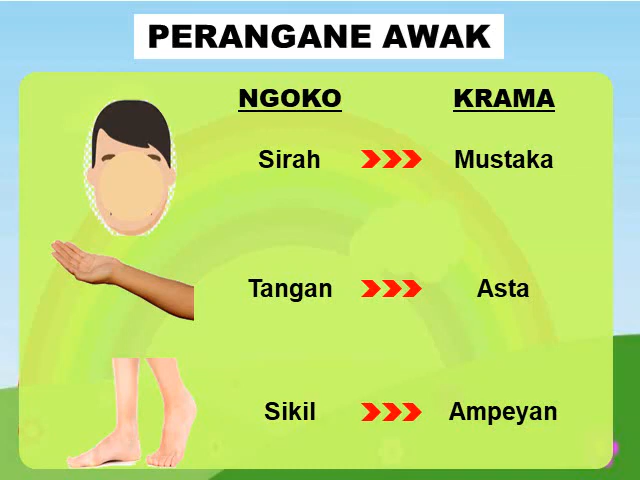 PERANGANE AWAK
NGOKO KRAMA
Sirah Mustaka
Tangan Asta
Sikil Ampeyan